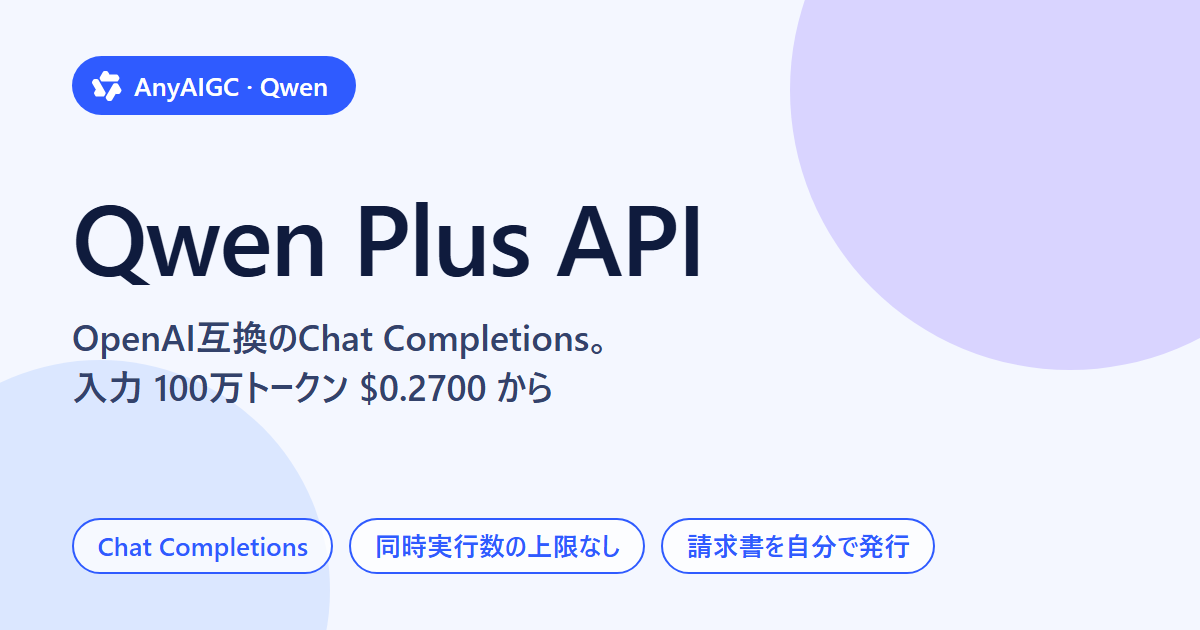 AnyAIGC · Qwen
Qwen Plus API
OpenAI互換のChat Completions。
入力 100万トークン $0.2700 から
Chat Completions
同時実行数の上限なし
請求書を自分で発行